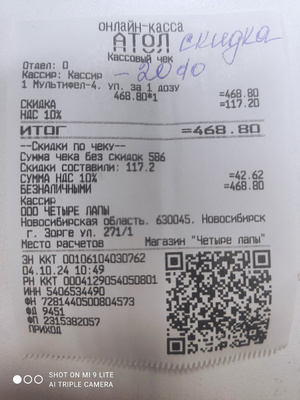 онлайн-касса
АТОЛ скидка
Кассовый чек
Отдел: 0
Кассир: Кассир - 20%
1 Мультифел-4. уп. за 1 дозу
468.80*1 =468.80
СКИДКА =117.20
НДС 10%
ИТОГ =468.80
--Скидки по чеку--
Сумма чека без скидок 586
Скидки составили: 117.2
СУММА НДС 10% =42.62
БЕЗНАЛИЧНЫМИ =468.80
Кассир
ООО ЧЕТЫРЕ ЛАПЫ
Новосибирская область. 630045. Новосибирск
г. Зорге ул. 271/1
Место расчетов Магазин "Четыре лапы"
ЗН ККТ 00106104030762
04.10.24 10:49
РН ККТ 0004129054050801
ИНН 5406534490
ФН 7281440500804573
ФД 9451
ФП 2315382057
ПРИХОД
SHOT ON MI 9 LITE
AI TRIPLE CAMERA